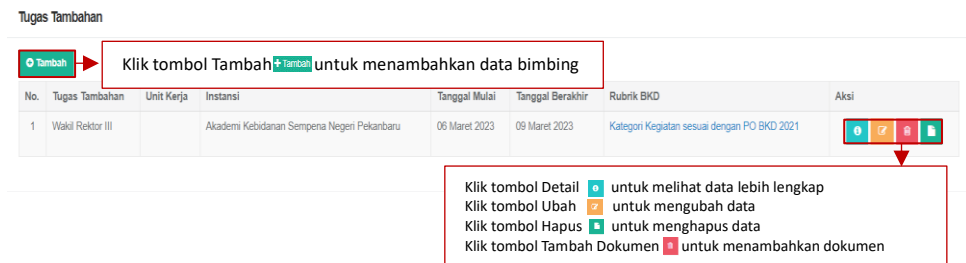 Tugas Tambahan
Tambah
Klik tombol Tambah + Tambah untuk menambahkan data bimbing
No. Tugas Tambahan Unit Kerja Instansi Tanggal Mulai Tanggal Berakhir Rubrik BKD Aksi
1 Wakil Rektor III Akademi Kebidanan Sempena Negeri Pekanbaru 06 Maret 2023 09 Maret 2023 Kategori Kegiatan sesuai dengan PO BKD 2021
Klik tombol Detail untuk melihat data lebih lengkap
Klik tombol Ubah untuk mengubah data
Klik tombol Hapus untuk menghapus data
Klik tombol Tambah Dokumen untuk menambahkan dokumen